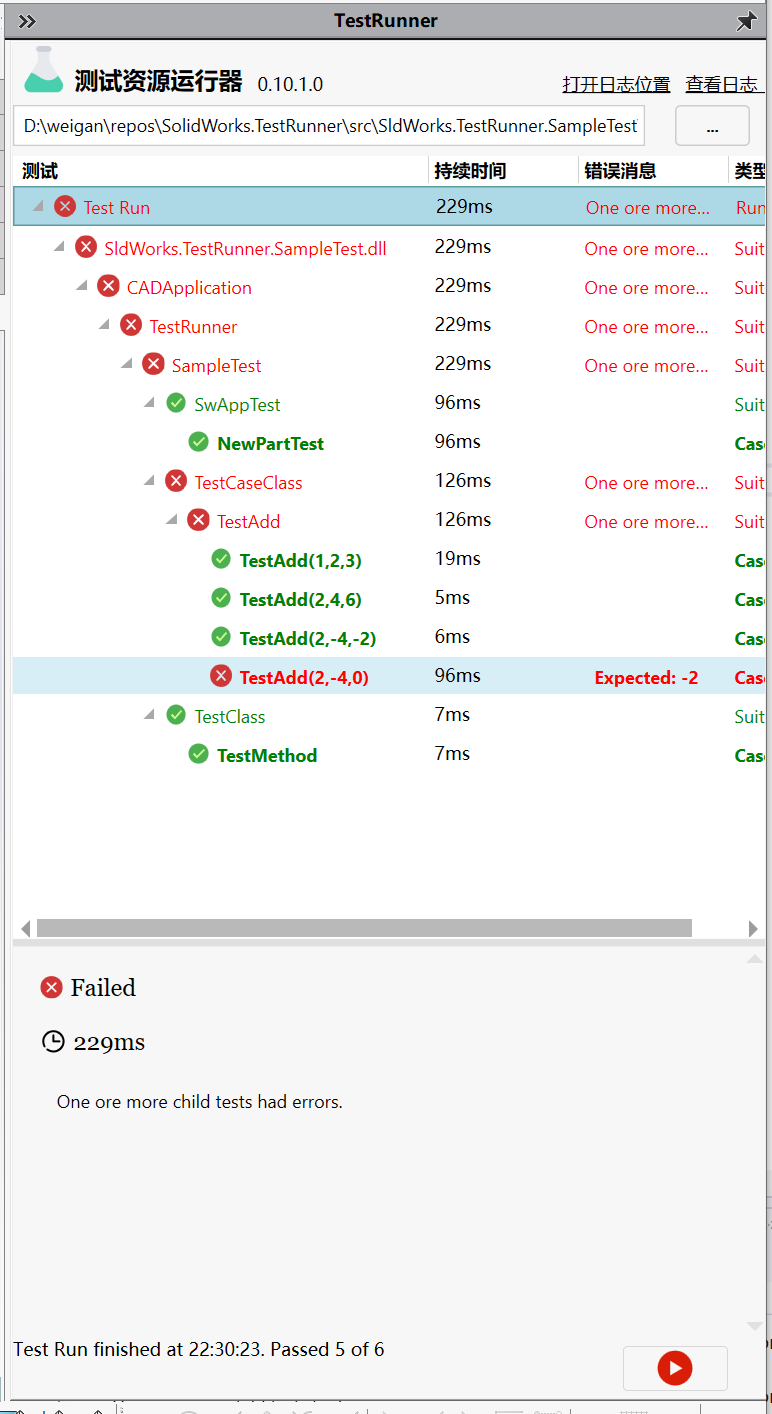 TestRunner
测试资源运行器 0.10.1.0 打开日志位置 查看日志
D:\weigan\repos\SolidWorks.TestRunner\src\SldWorks.TestRunner.SampleTest ...
测试 持续时间 错误消息 类型
Test Run 229ms One ore more... Run
SldWorks.TestRunner.SampleTest.dll 229ms One ore more... Suit
CADApplication 229ms One ore more... Suit
TestRunner 229ms One ore more... Suit
SampleTest 229ms One ore more... Suit
SwAppTest 96ms Suit
NewPartTest 96ms Case
TestCaseClass 126ms One ore more... Suit
TestAdd 126ms One ore more... Suit
TestAdd(1,2,3) 19ms Case
TestAdd(2,4,6) 5ms Case
TestAdd(2,-4,-2) 6ms Case
TestAdd(2,-4,0) 96ms Expected: -2 Case
TestClass 7ms Suit
TestMethod 7ms Case
Failed
229ms
One ore more child tests had errors.
Test Run finished at 22:30:23. Passed 5 of 6